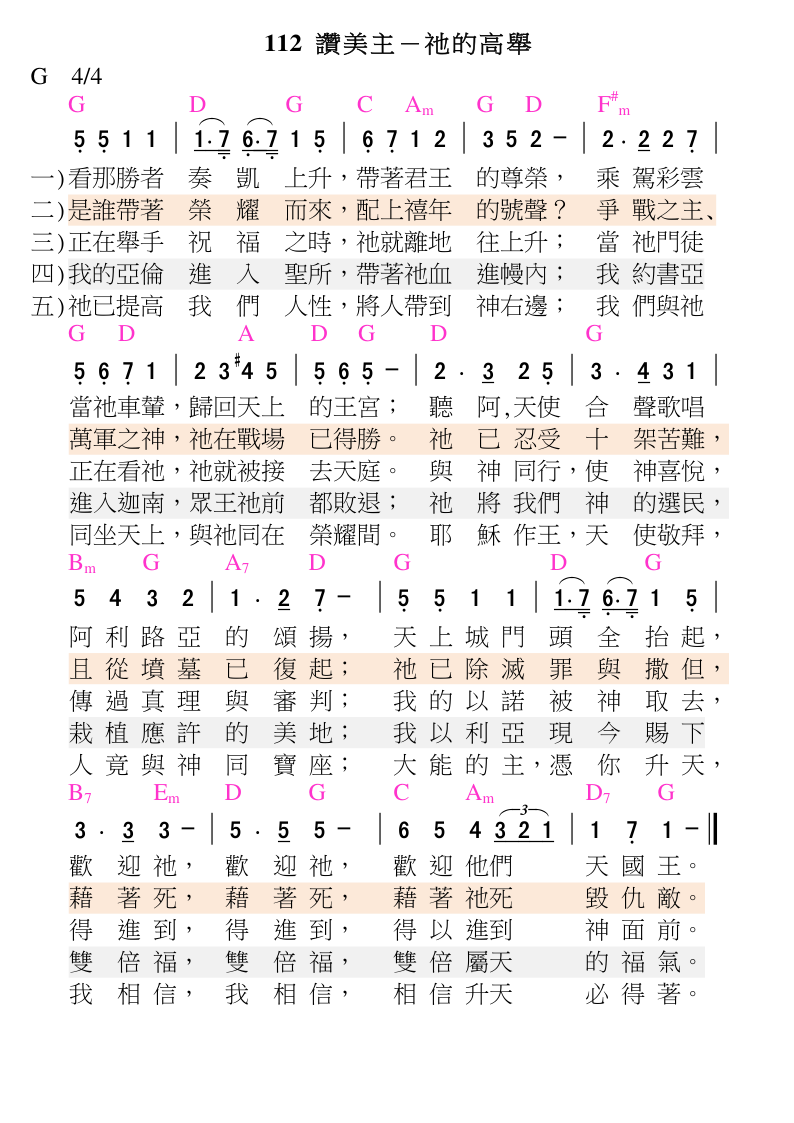 112 讚美主－祂的高舉
G 4/4
G D G C Am G D F#m
5 5 1 1 | 1· 7 6· 7 1 5 | 6 7 1 2 | 3 5 2 － | 2 · 2 2 7 |
一)看那勝者 奏 凱 上升，帶著君王 的尊榮， 乘 駕彩雲
二)是誰帶著 榮 耀 而來，配上禧年 的號聲？ 爭 戰之主、
三)正在舉手 祝 福 之時，祂就離地 往上升； 當 祂門徒
四)我的亞倫 進 入 聖所，帶著祂血 進幔內； 我 約書亞
五)祂已提高 我 們 人性，將人帶到 神右邊； 我 們與祂
G D A D G D G
5 6 7 1 | 2 3 #4 5 | 5 6 5 － | 2 · 3 2 5 | 3 · 4 3 1 |
當祂車輦，歸回天上 的王宮； 聽 阿,天使 合 聲歌唱
萬軍之神，祂在戰場 已得勝。 祂 已 忍受 十 架苦難，
正在看祂，祂就被接 去天庭。 與 神 同行，使 神喜悅，
進入迦南，眾王祂前 都敗退； 祂 將 我們 神 的選民，
同坐天上，與祂同在 榮耀間。 耶 穌 作王，天 使敬拜，
Bm G A7 D G D G
5 4 3 2 | 1 · 2 7 － | 5 5 1 1 | 1· 7 6· 7 1 5 |
阿 利 路 亞 的 頌 揚， 天 上 城 門 頭 全 抬 起，
且 從 墳 墓 已 復 起； 祂 已 除 滅 罪 與 撒 但，
傳 過 真 理 與 審 判； 我 的 以 諾 被 神 取 去，
栽 植 應 許 的 美 地； 我 以 利 亞 現 今 賜 下
人 竟 與 神 同 寶 座； 大 能 的 主，憑 你 升 天，
B7 Em D G C Am D7 G
3 · 3 3 － | 5 · 5 5 － | 6 5 4 3 2 1 | 1 7 1 － ‖
3
歡 迎 祂， 歡 迎 祂， 歡 迎 他們 天 國 王。
藉 著 死， 藉 著 死， 藉 著 祂死 毀 仇 敵。
得 進 到， 得 進 到， 得 以 進到 神 面 前。
雙 倍 福， 雙 倍 福， 雙 倍 屬天 的 福 氣。
我 相 信， 我 相 信， 相 信 升天 必 得 著。